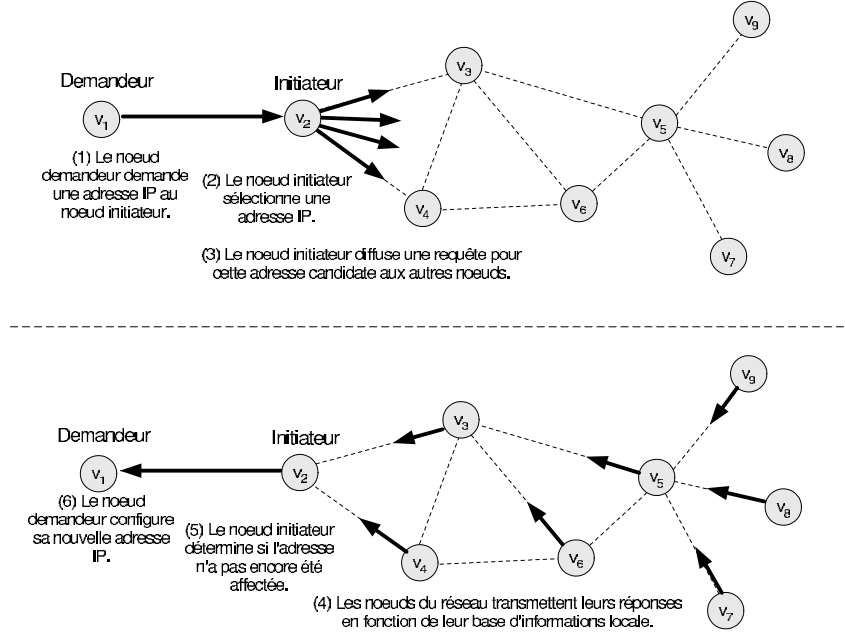 v9
v3
Demandeur
Initiateur
v1
v2
v5
v8
(1) Le noeud
demandeur demande
une adresse IP au
noeud initiateur.
(2) Le noeud initiateur
sélectionne une
adresse IP.
v4
v6
v7
(3) Le noeud initiateur diffuse une requête pour
cette adresse candidate aux autres noeuds.
v9
v3
Demandeur
Initiateur
v1
v2
v5
v8
(6) Le noeud
demandeur configure
sa nouvelle adresse
IP.
(5) Le noeud initiateur
détermine si l'adresse
n'a pas encore été
affectée.
v4
v6
v7
(4) Les noeuds du réseau transmettent leurs réponses
en fonction de leur base d'informations locale.